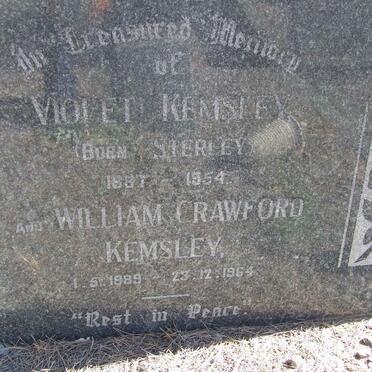 In Treasured Memory
of
VIOLET KEMSLEY
(BORN STERLEY)
1887 - 1954.
AND WILLIAM CRAWFORD
KEMSLEY,
1.5.1889 - 23.12.1964
"Rest in Peace."